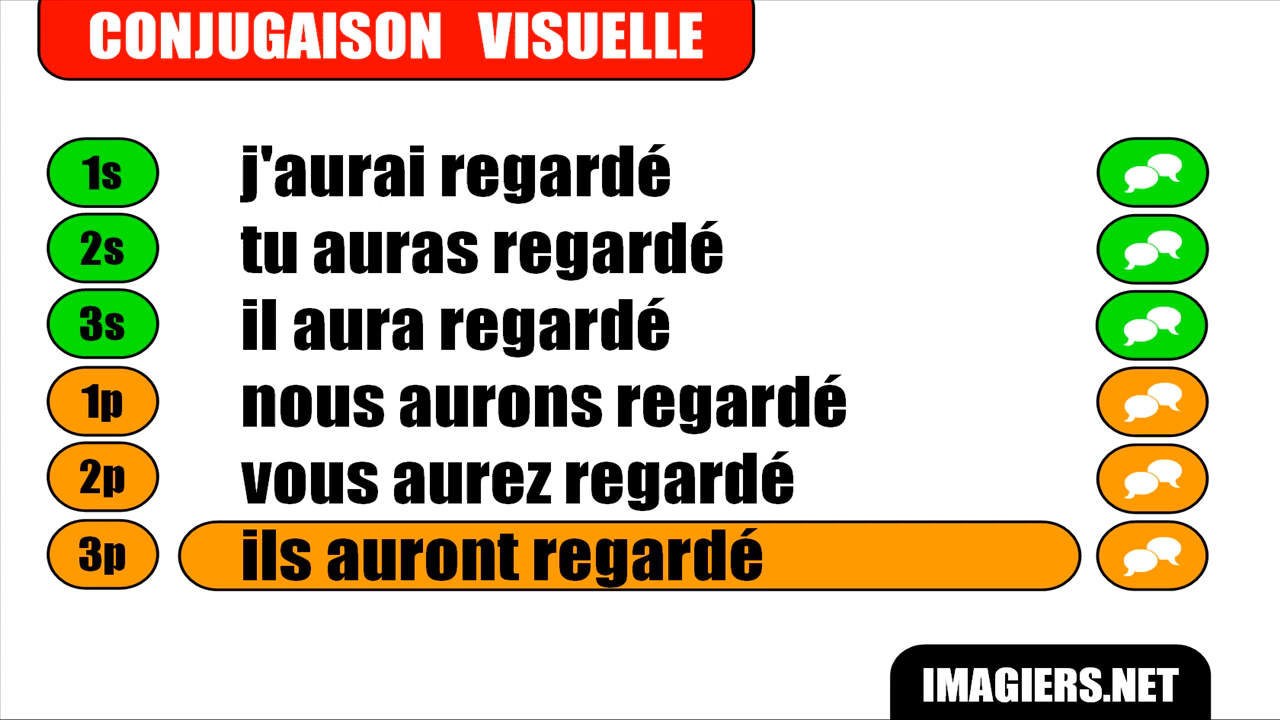 CONJUGAISON VISUELLE
1s j'aurai regardé
2s tu auras regardé
3s il aura regardé
1p nous aurons regardé
2p vous aurez regardé
3p ils auront regardé
IMAGIERS.NET